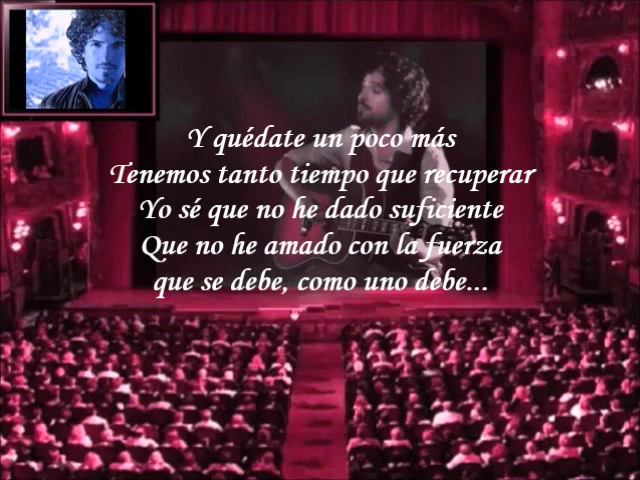 Y quédate un poco más
Tenemos tanto tiempo que recuperar
Yo sé que no he dado suficiente
Que no he amado con la fuerza
que se debe, como uno debe...